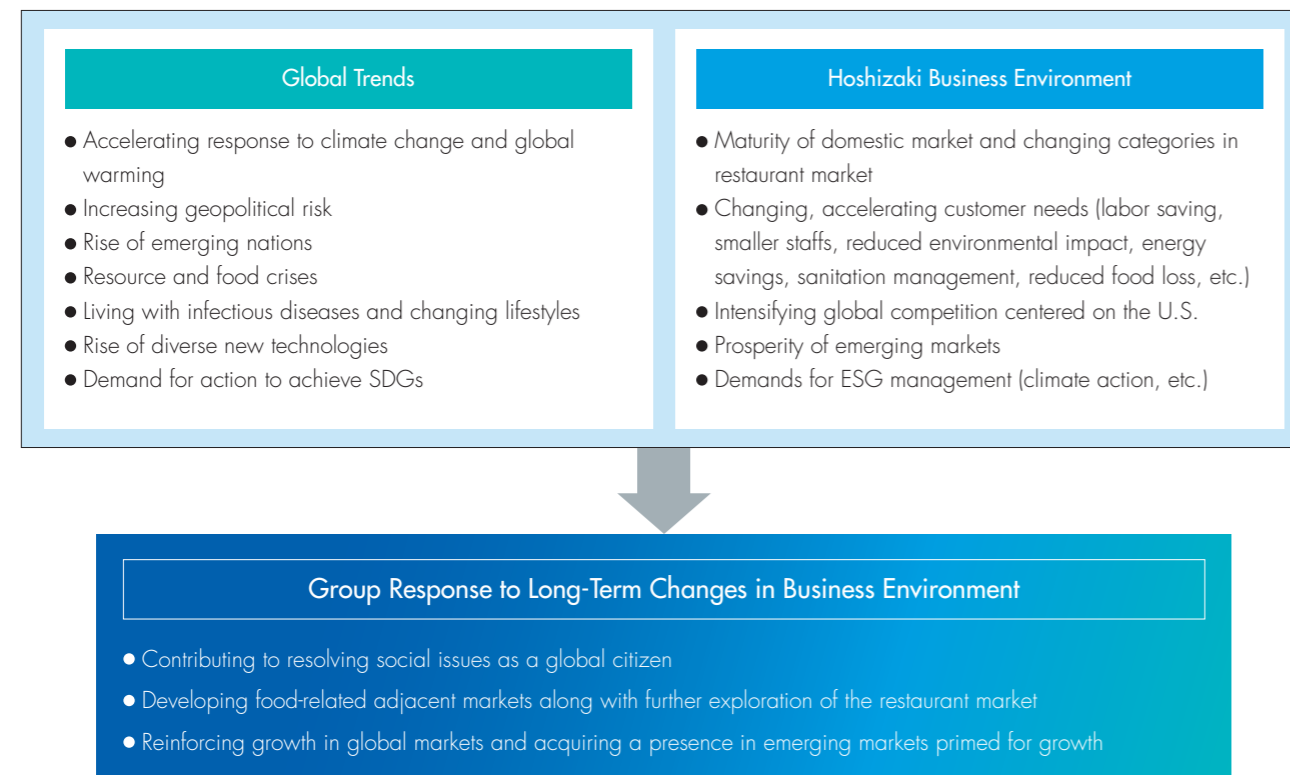 Global Trends
● Accelerating response to climate change and global
warming
● Increasing geopolitical risk
● Rise of emerging nations
● Resource and food crises
● Living with infectious diseases and changing lifestyles
● Rise of diverse new technologies
● Demand for action to achieve SDGs
Hoshizaki Business Environment
● Maturity of domestic market and changing categories in
restaurant market
● Changing, accelerating customer needs (labor saving,
smaller staffs, reduced environmental impact, energy
savings, sanitation management, reduced food loss, etc.)
● Intensifying global competition centered on the U.S.
● Prosperity of emerging markets
● Demands for ESG management (climate action, etc.)
Group Response to Long-Term Changes in Business Environment
● Contributing to resolving social issues as a global citizen
● Developing food-related adjacent markets along with further exploration of the restaurant market
● Reinforcing growth in global markets and acquiring a presence in emerging markets primed for growth